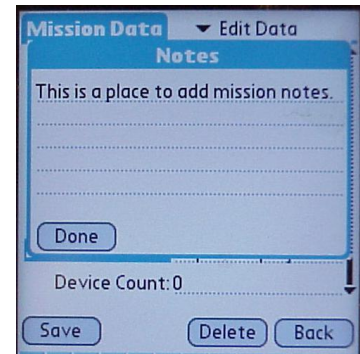 Mission Data ▼ Edit Data
Notes
This is a place to add mission notes.
Done
Device Count: 0
Save Delete Back